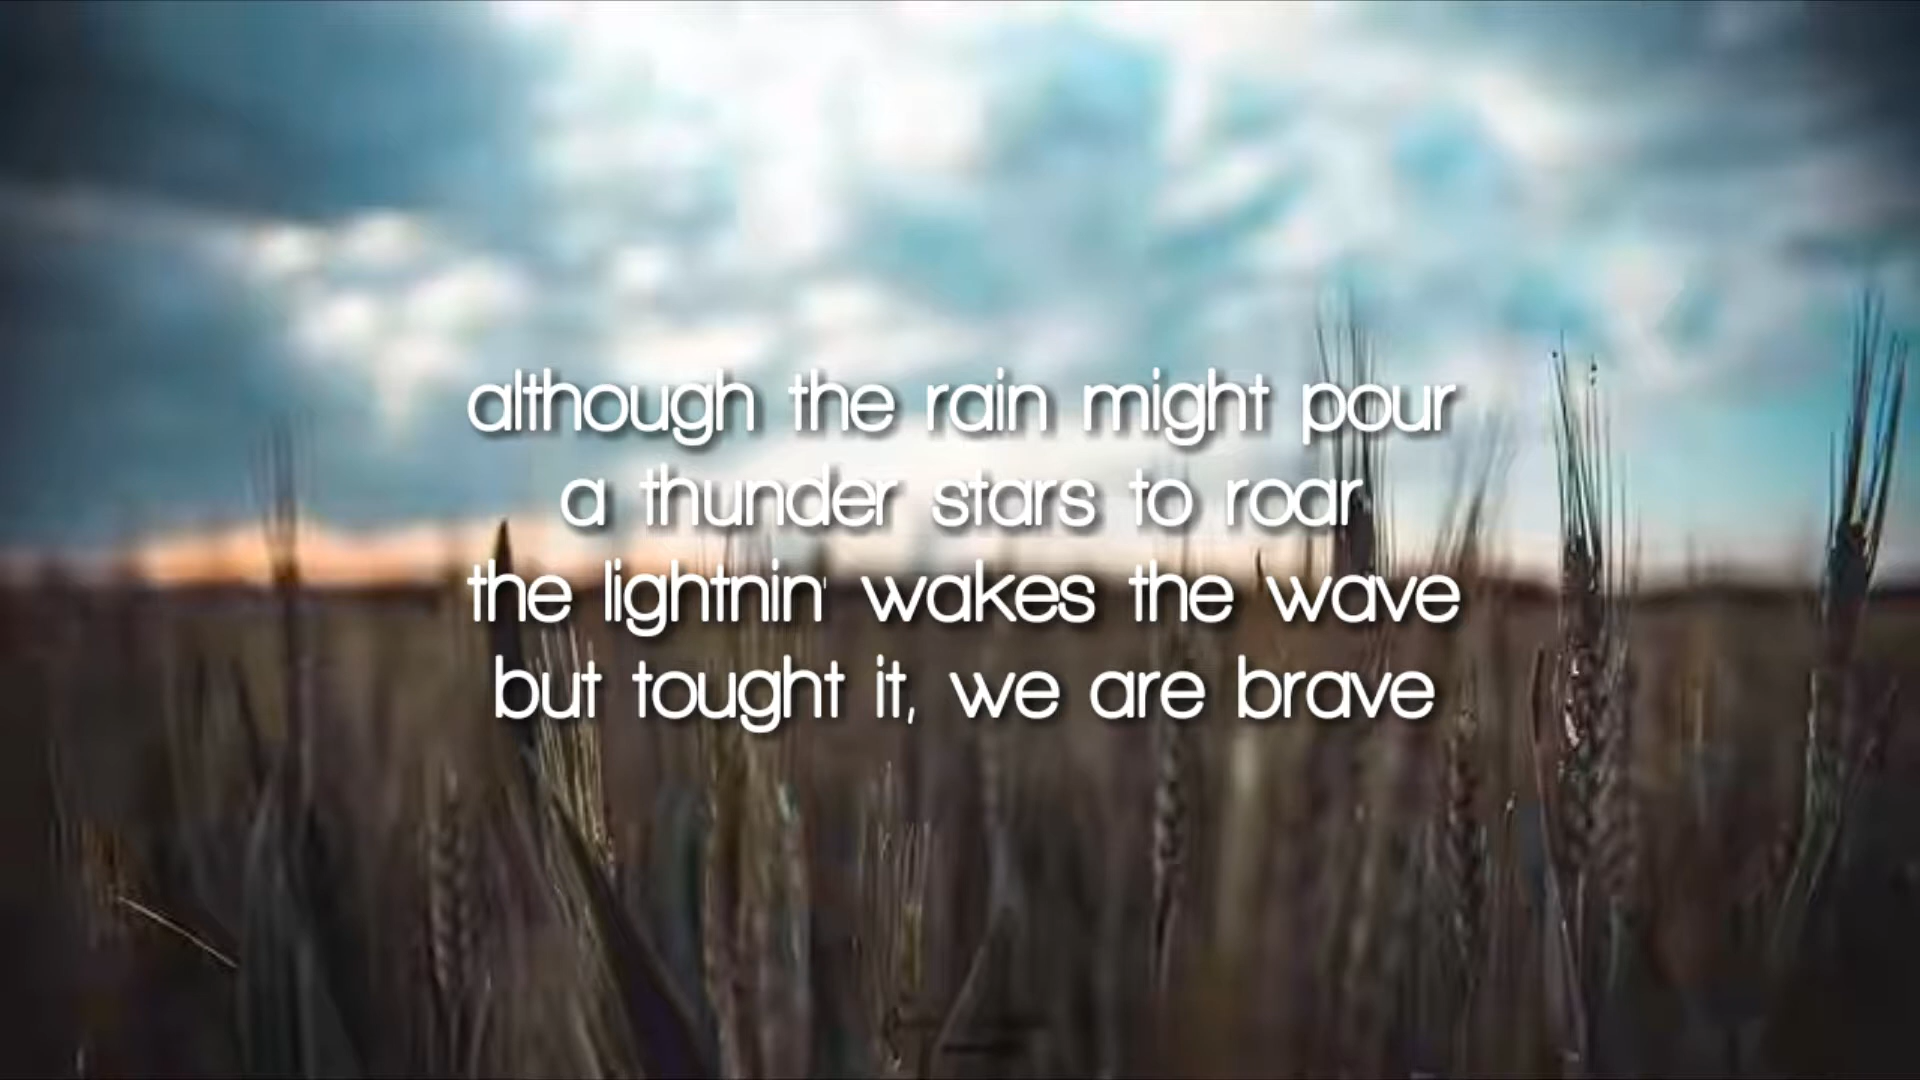 although the rain might pour
a thunder stars to roar
the lightnin' wakes the wave
but tought it, we are brave